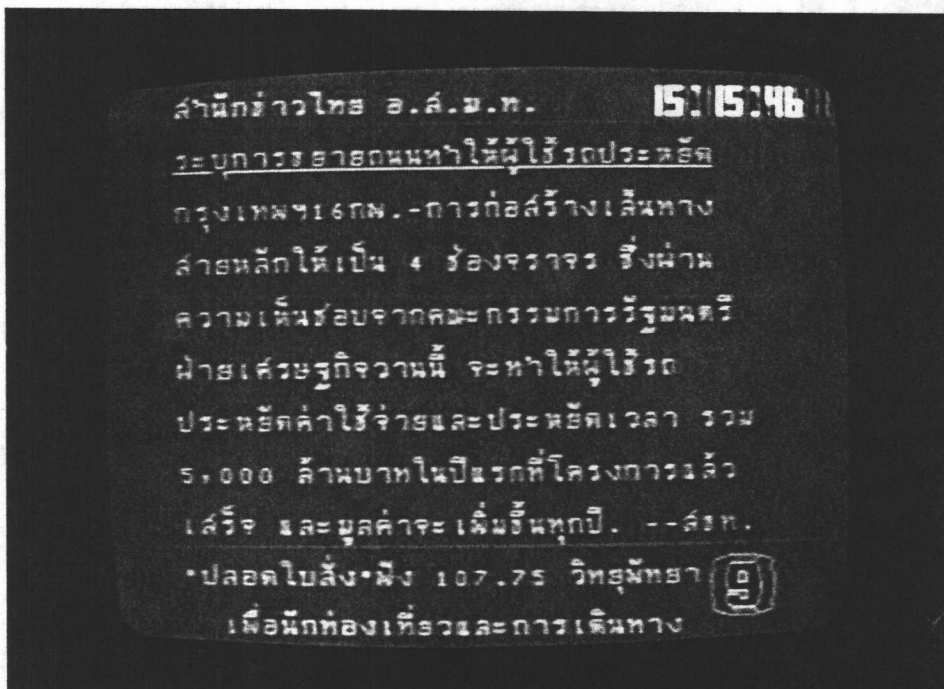 สำนักข่าวไทย อ.ส.ม.ท. 15:15:46
ระบุการขยายถนนทำให้ผู้ใช้รถประหยัด
กรุงเทพฯ16กพ.-การก่อสร้างเส้นทาง
สายหลักให้เป็น 4 ช่องจราจร ซึ่งผ่าน
ความเห็นชอบจากคณะกรรมการรัฐมนตรี
ฝ่ายเศรษฐกิจวานนี้ จะทำให้ผู้ใช้รถ
ประหยัดค่าใช้จ่ายและประหยัดเวลา รวม
5,000 ล้านบาทในปีแรกที่โครงการแล้ว
เสร็จ และมูลค่าจะเพิ่มขึ้นทุกปี. --สขท.
"ปลอดใบสั่ง"ฟัง 107.75 วิทยุพัทยา
เพื่อนักท่องเที่ยวและการเดินทาง